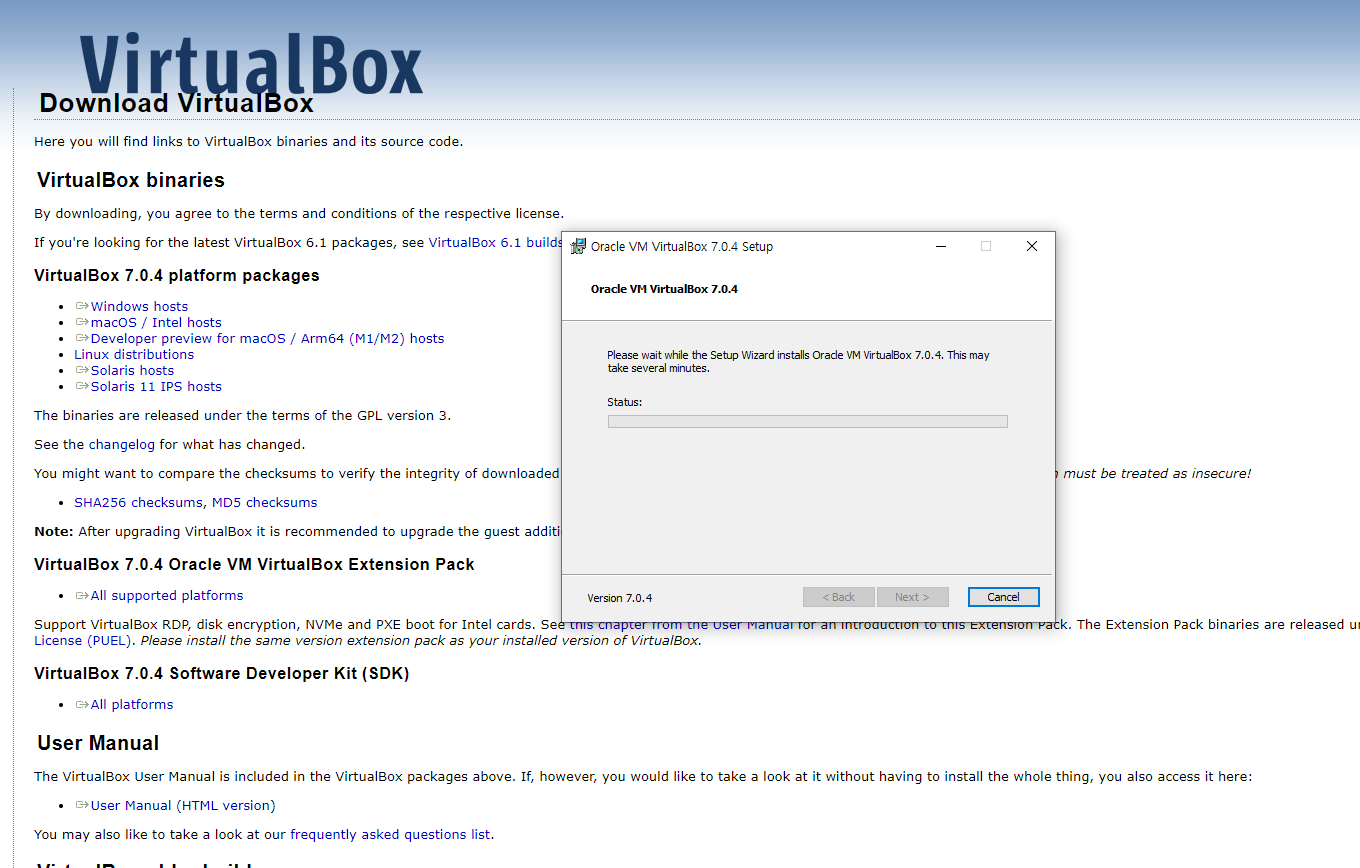 VirtualBox
Download VirtualBox
Here you will find links to VirtualBox binaries and its source code.
VirtualBox binaries
By downloading, you agree to the terms and conditions of the respective license.
If you're looking for the latest VirtualBox 6.1 packages, see VirtualBox 6.1 builds
VirtualBox 7.0.4 platform packages
Windows hosts
macOS / Intel hosts
Developer preview for macOS / Arm64 (M1/M2) hosts
Linux distributions
Solaris hosts
Solaris 11 IPS hosts
The binaries are released under the terms of the GPL version 3.
See the changelog for what has changed.
You might want to compare the checksums to verify the integrity of downloaded
must be treated as insecure!
SHA256 checksums, MD5 checksums
Note: After upgrading VirtualBox it is recommended to upgrade the guest
VirtualBox 7.0.4 Oracle VM VirtualBox Extension Pack
All supported platforms
Support VirtualBox RDP, disk encryption, NVMe and PXE boot for Intel cards. See this chapter from the User Manual for an introduction to this Extension Pack. The Extension Pack binaries are released
License (PUEL). Please install the same version extension pack as your installed version of VirtualBox.
VirtualBox 7.0.4 Software Developer Kit (SDK)
All platforms
User Manual
The VirtualBox User Manual is included in the VirtualBox packages above. If, however, you would like to take a look at it without having to install the whole thing, you also access it here:
User Manual (HTML version)
You may also like to take a look at our frequently asked questions list.
Oracle VM VirtualBox 7.0.4 Setup
Oracle VM VirtualBox 7.0.4
Please wait while the Setup Wizard installs Oracle VM VirtualBox 7.0.4. This may
take several minutes.
Status:
Version 7.0.4
< Back
Next >
Cancel